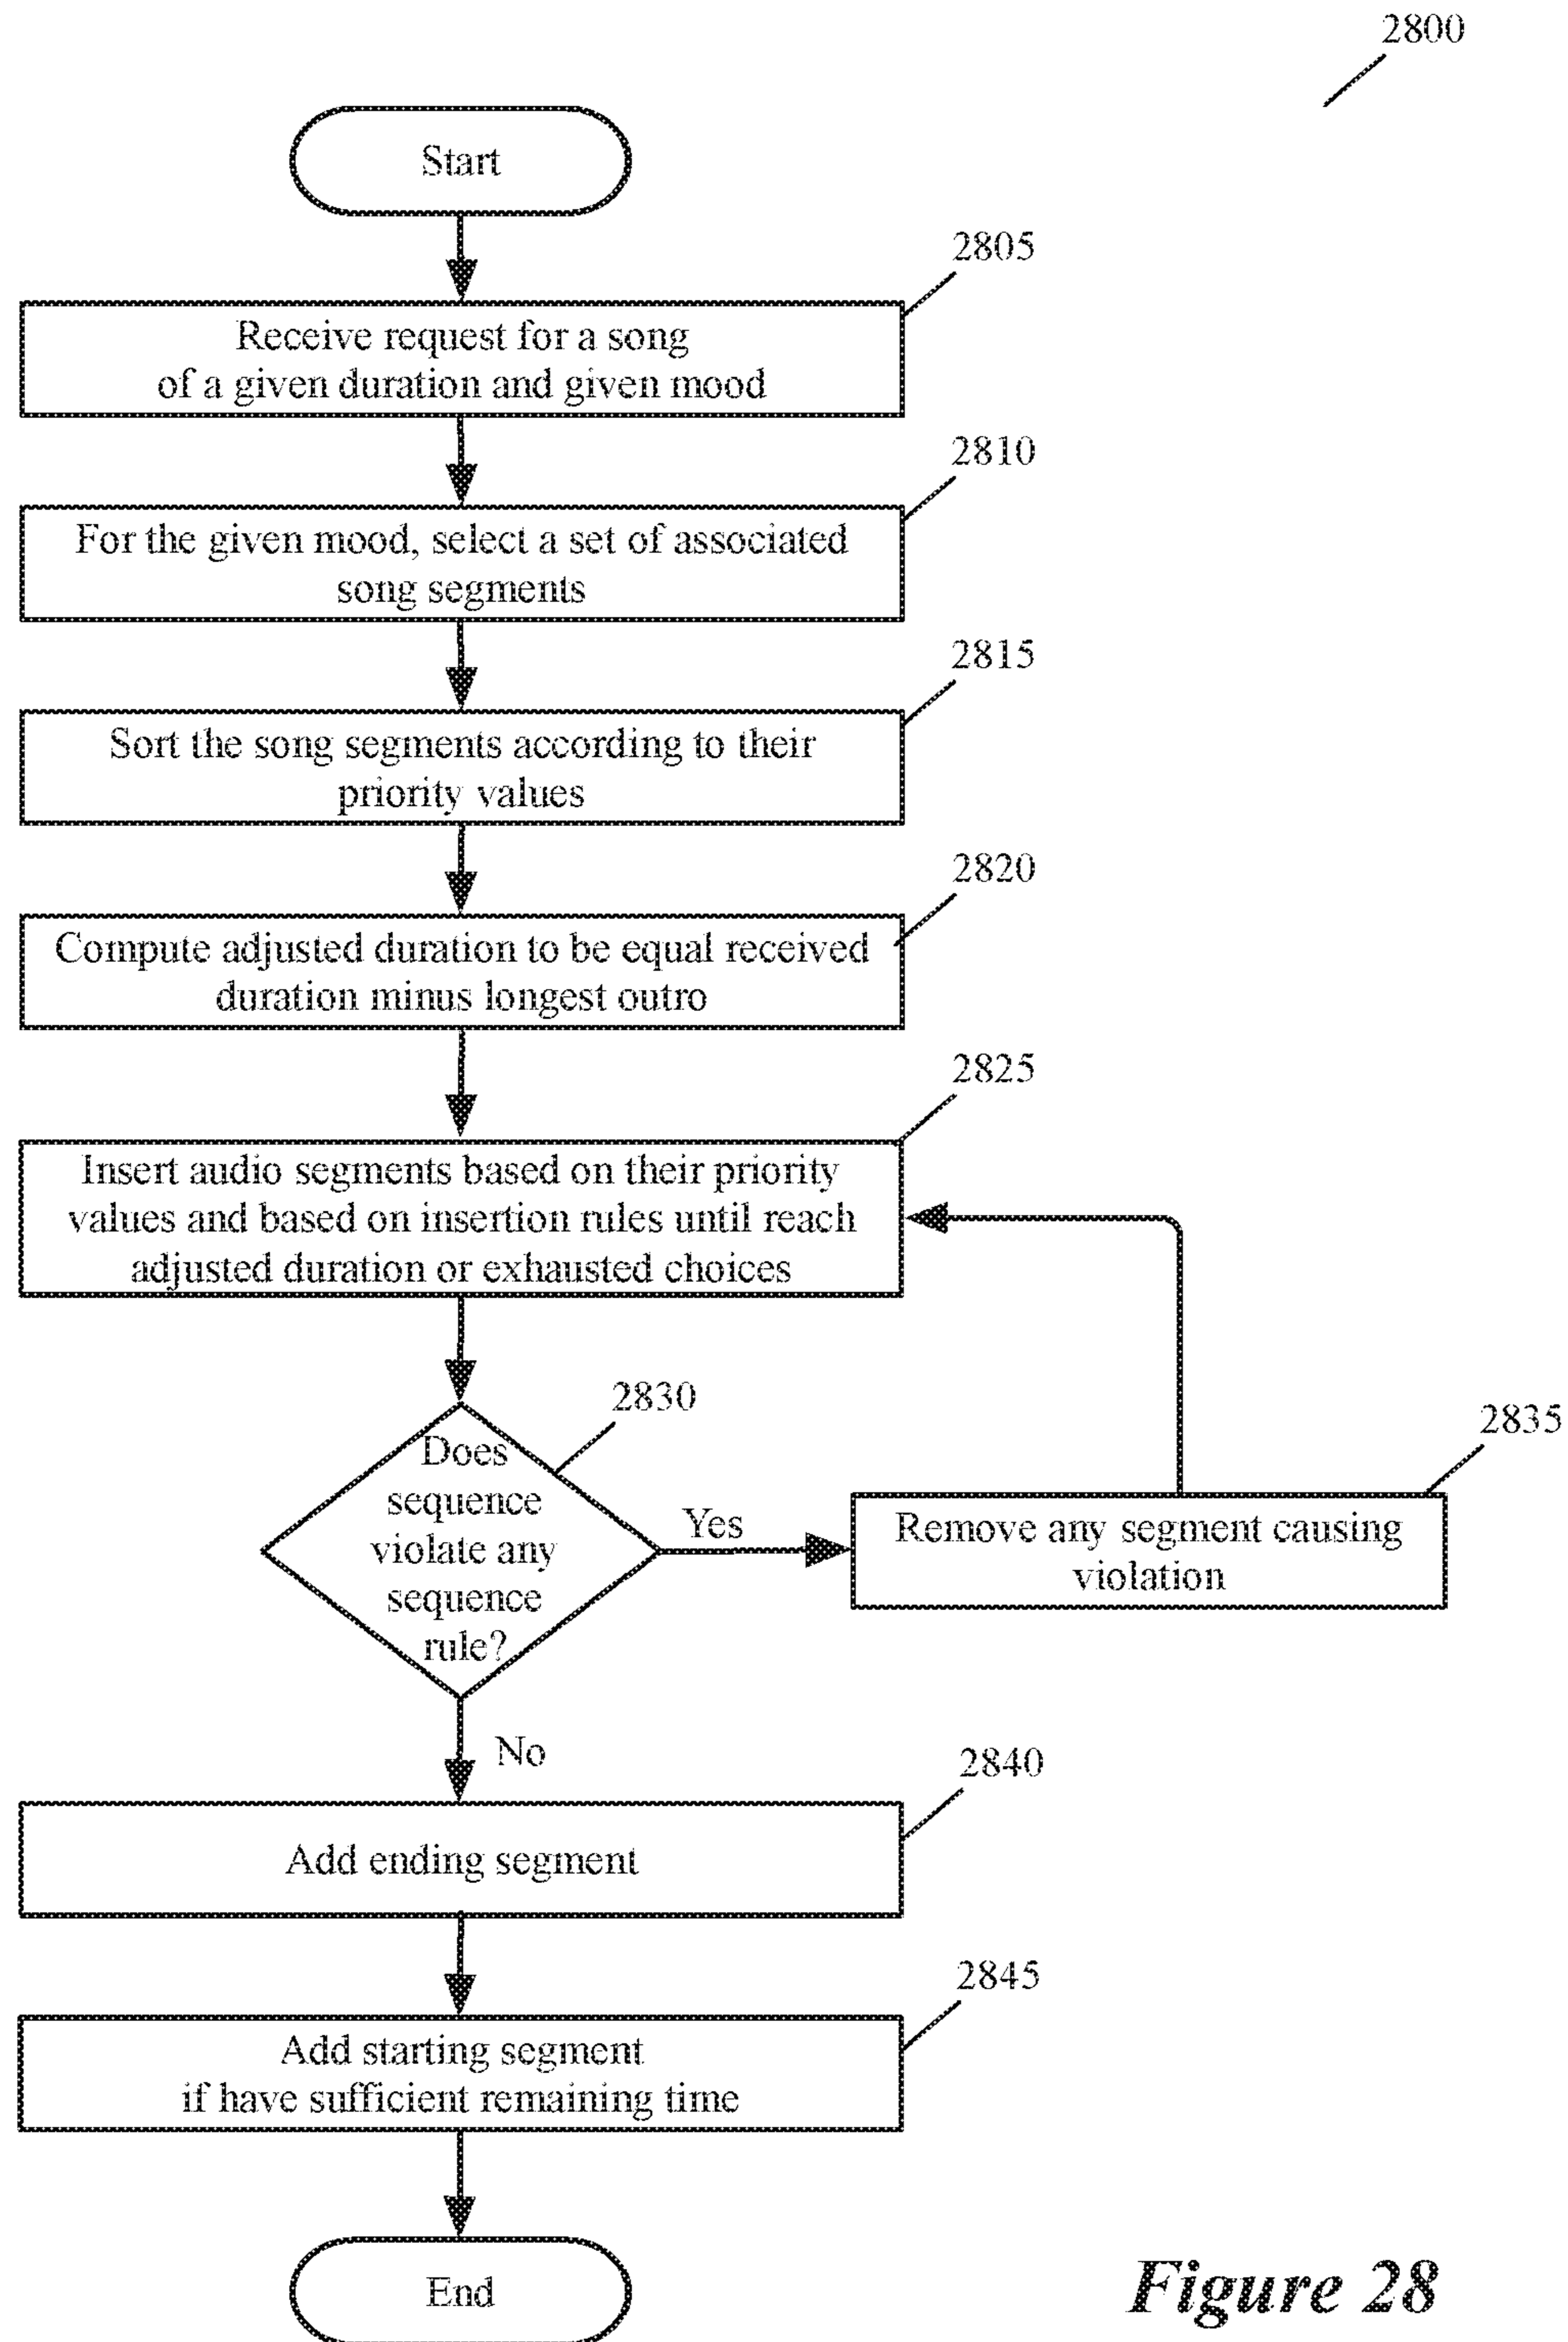 2800
Start
2805
Receive request for a song
of a given duration and given mood
2810
For the given mood, select a set of associated
song segments
2815
Sort the song segments according to their
priority values
2820
Compute adjusted duration to be equal received
duration minus longest outro
2825
Insert audio segments based on their priority
values and based on insertion rules until reach
adjusted duration or exhausted choices
2830
Does
sequence
violate any
sequence
rule?
Yes
2835
Remove any segment causing
violation
No
2840
Add ending segment
2845
Add starting segment
if have sufficient remaining time
End
Figure 28